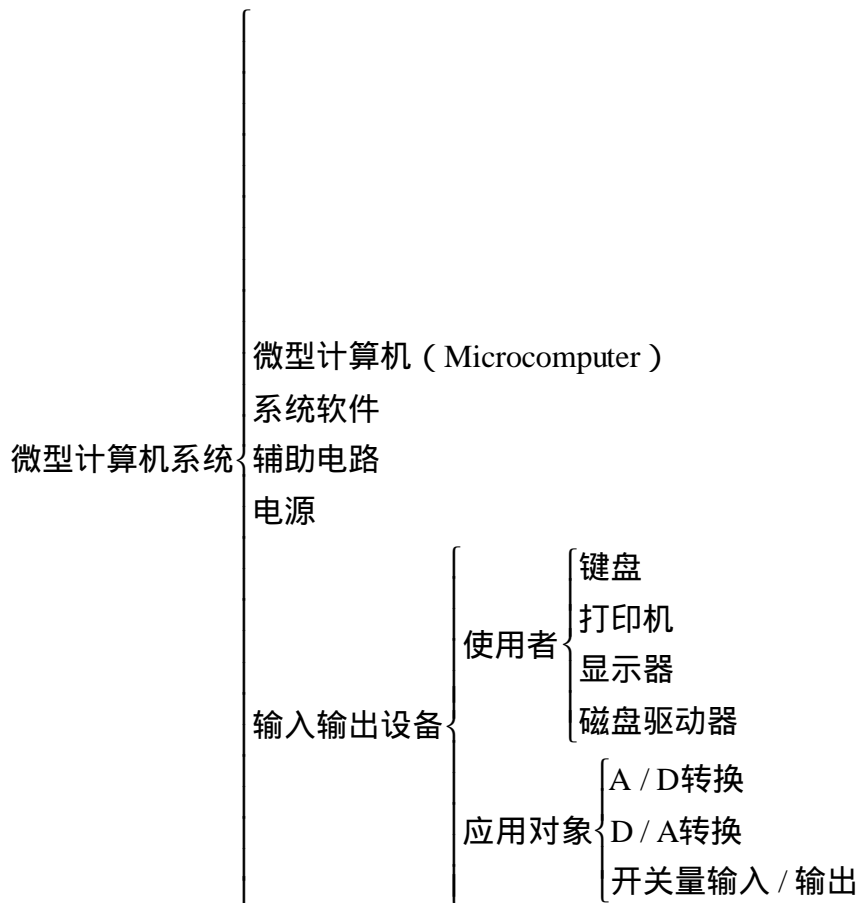 微型计算机（Microcomputer）
系统软件
微型计算机系统
辅助电路
电源
输入输出设备
使用者
键盘
打印机
显示器
磁盘驱动器
应用对象
A / D转换
D / A转换
开关量输入 / 输出